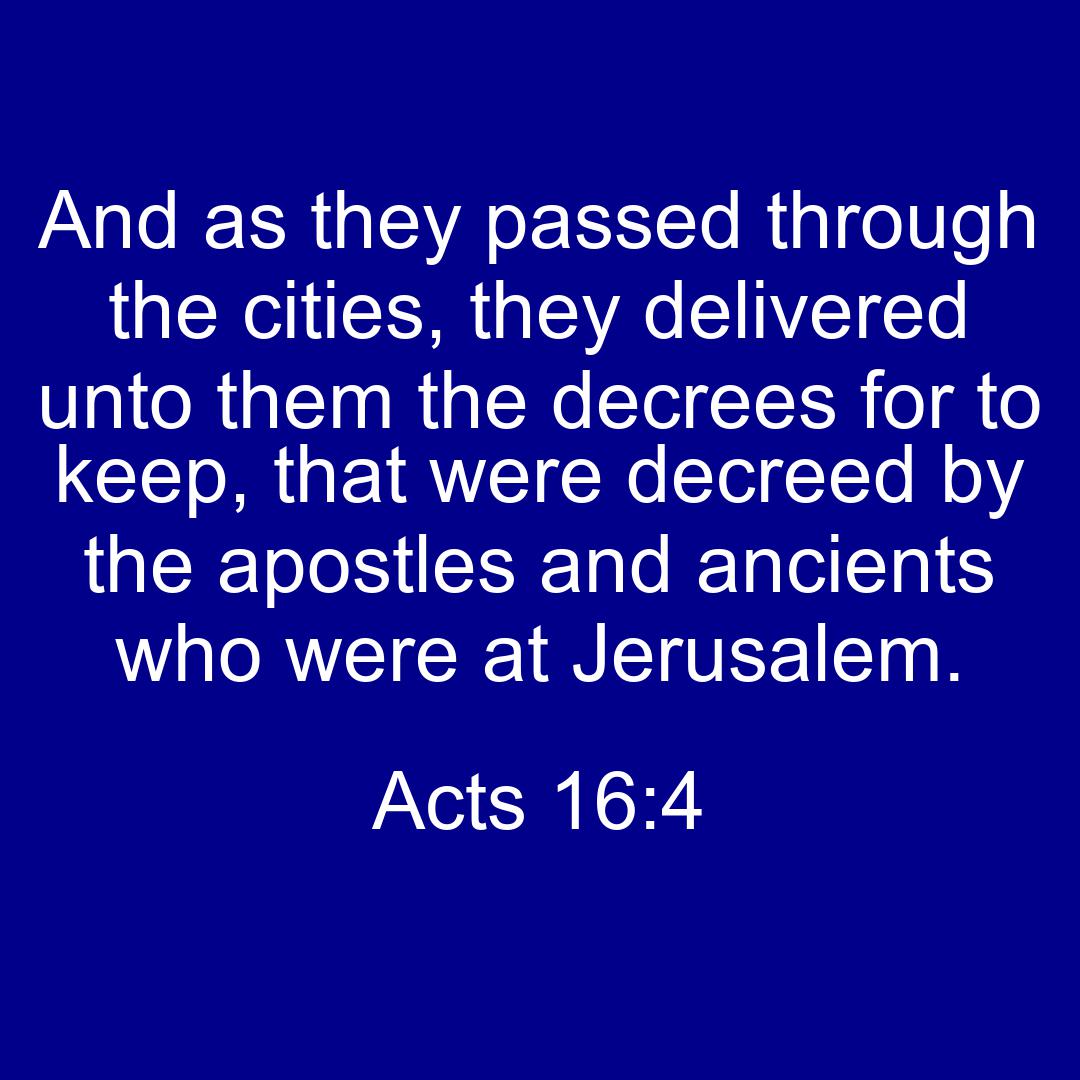 And as they passed through
the cities, they delivered
unto them the decrees for to
keep, that were decreed by
the apostles and ancients
who were at Jerusalem.
Acts 16:4